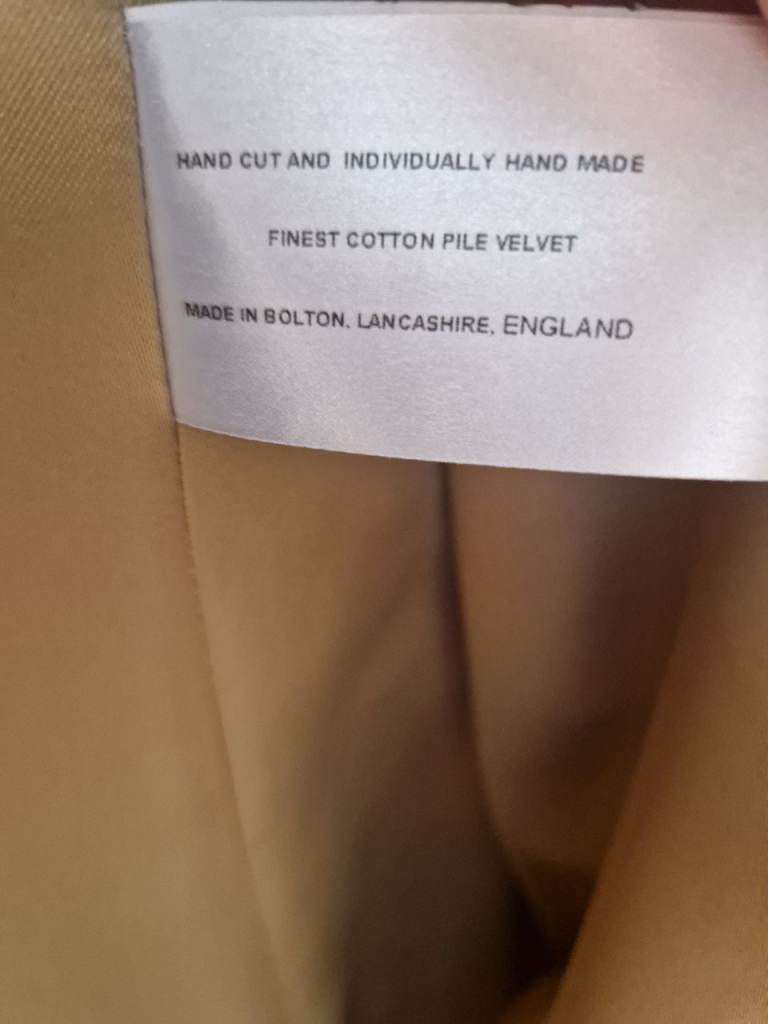 HAND CUT AND INDIVIDUALLY HAND MADE
FINEST COTTON PILE VELVET
MADE IN BOLTON, LANCASHIRE, ENGLAND